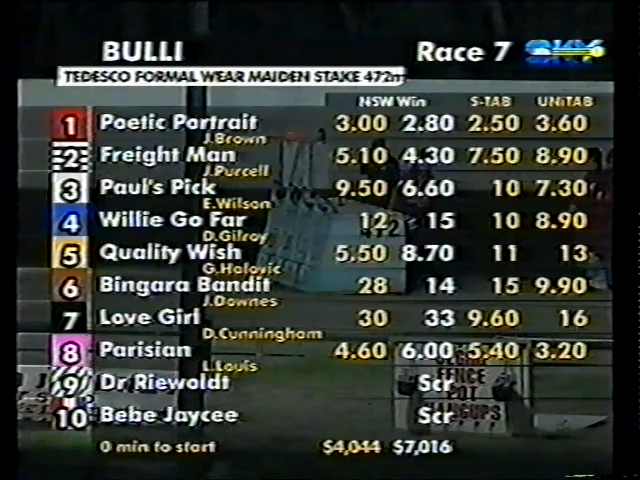 BULLI Race 7 SKY
TEDESCO FORMAL WEAR MAIDEN STAKE 472m
NSW Win S-TAB UNiTAB
1 Poetic Portrait 3.00 2.80 2.50 3.60
J.Brown
2 Freight Man 5.10 4.30 7.50 8.90
J.Purcell
3 Paul's Pick 9.50 6.60 10 7.30
E.Wilson
4 Willie Go Far 12 15 10 8.90
D.Gilroy
5 Quality Wish 5.50 8.70 11 13
G.Halovic
6 Bingara Bandit 28 14 15 9.90
J.Downes
7 Love Girl 30 33 9.60 16
D.Cunningham
8 Parisian 4.60 6.00 5.40 3.20
L.Louis
9 Dr Riewoldt Scr
10 Bebe Jaycee Scr
0 min to start $4,044 $7,016
FENCE